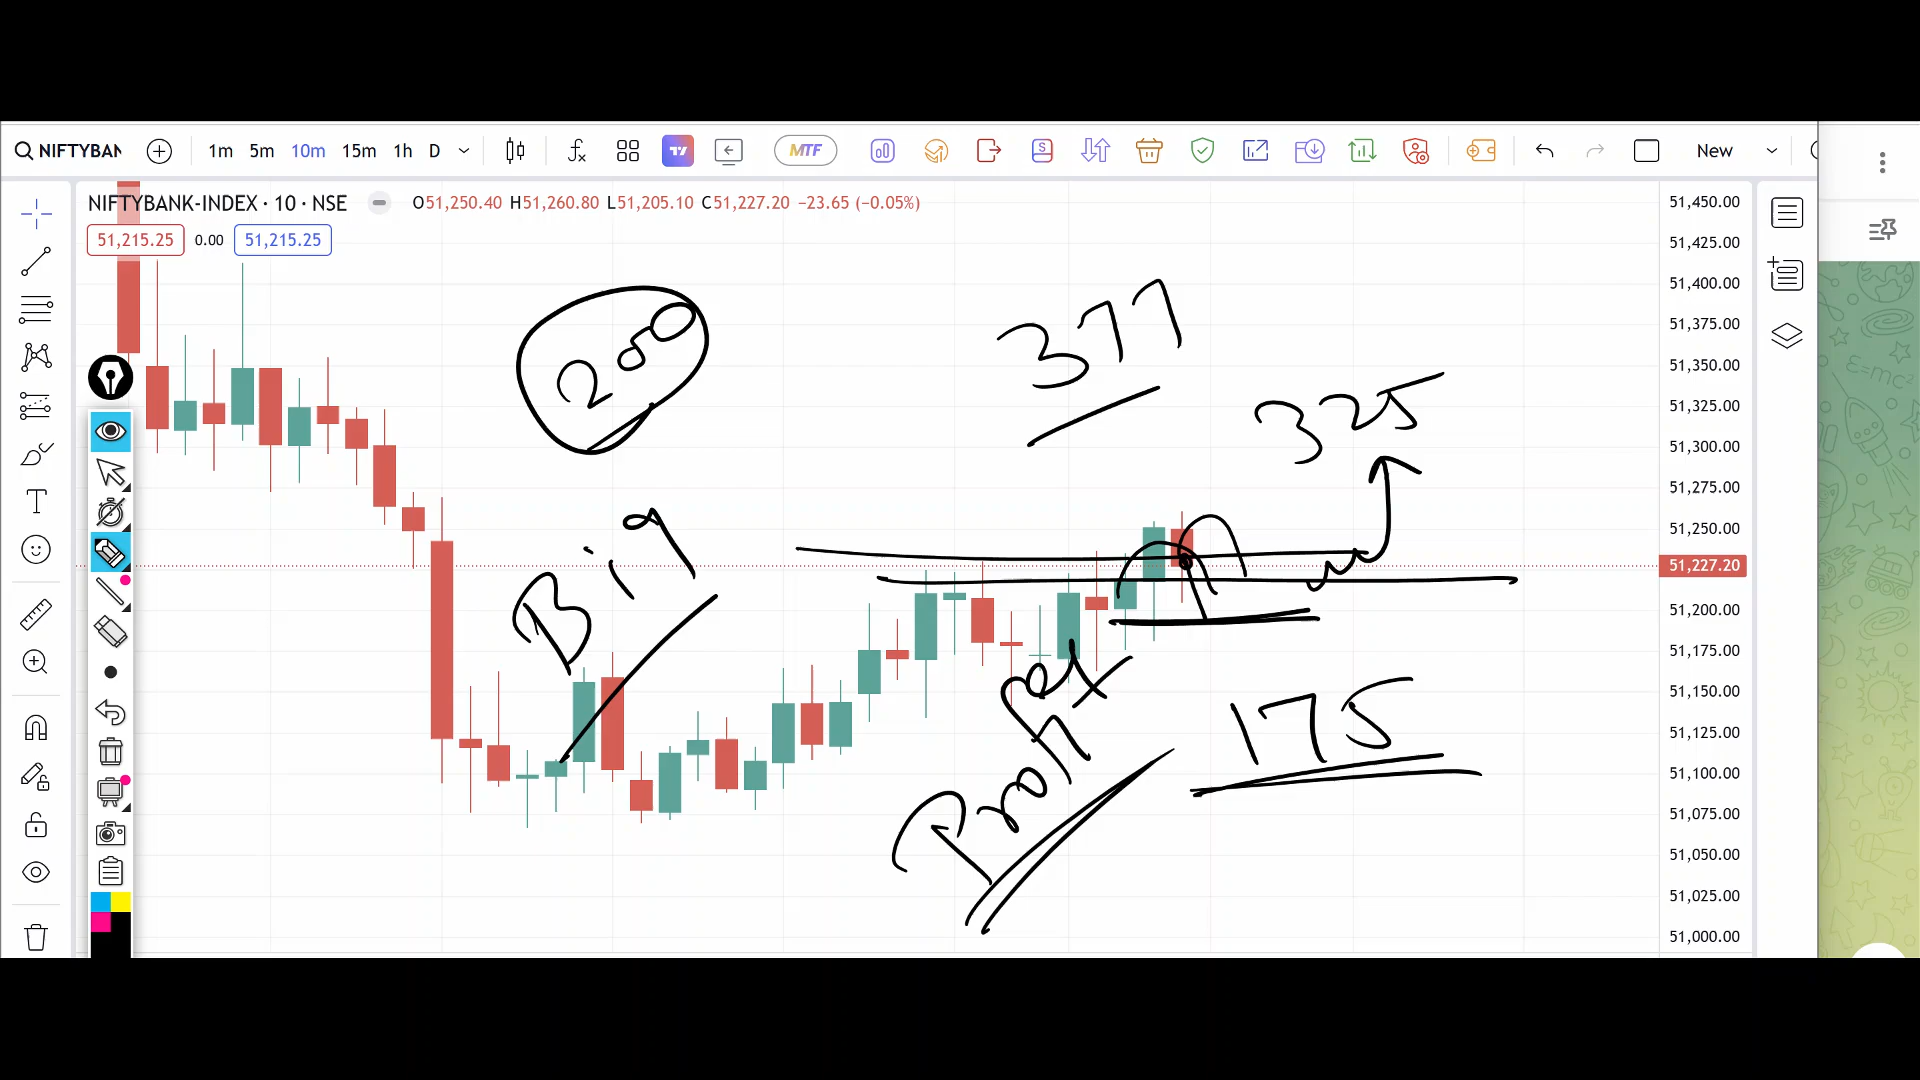 NIFTYBAN
1m 5m 10m 15m 1h D
MTF
New
NIFTYBANK-INDEX · 10 · NSE
O51,250.40 H51,260.80 L51,205.10 C51,227.20 −23.65 (−0.05%)
51,215.25 0.00 51,215.25
51,450.00
51,425.00
51,400.00
51,375.00
51,350.00
51,325.00
51,300.00
51,275.00
51,250.00
51,227.20
51,200.00
51,175.00
51,150.00
51,125.00
51,100.00
51,075.00
51,050.00
51,025.00
51,000.00
200
377
325
Big
175
E=mc²